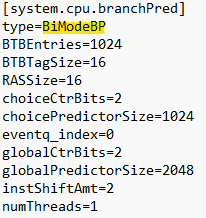 [system.cpu.branchPred]
type=BiModeBP
BTBEntries=1024
BTBTagSize=16
RASSize=16
choiceCtrBits=2
choicePredictorSize=1024
eventq_index=0
globalCtrBits=2
globalPredictorSize=2048
instShiftAmt=2
numThreads=1